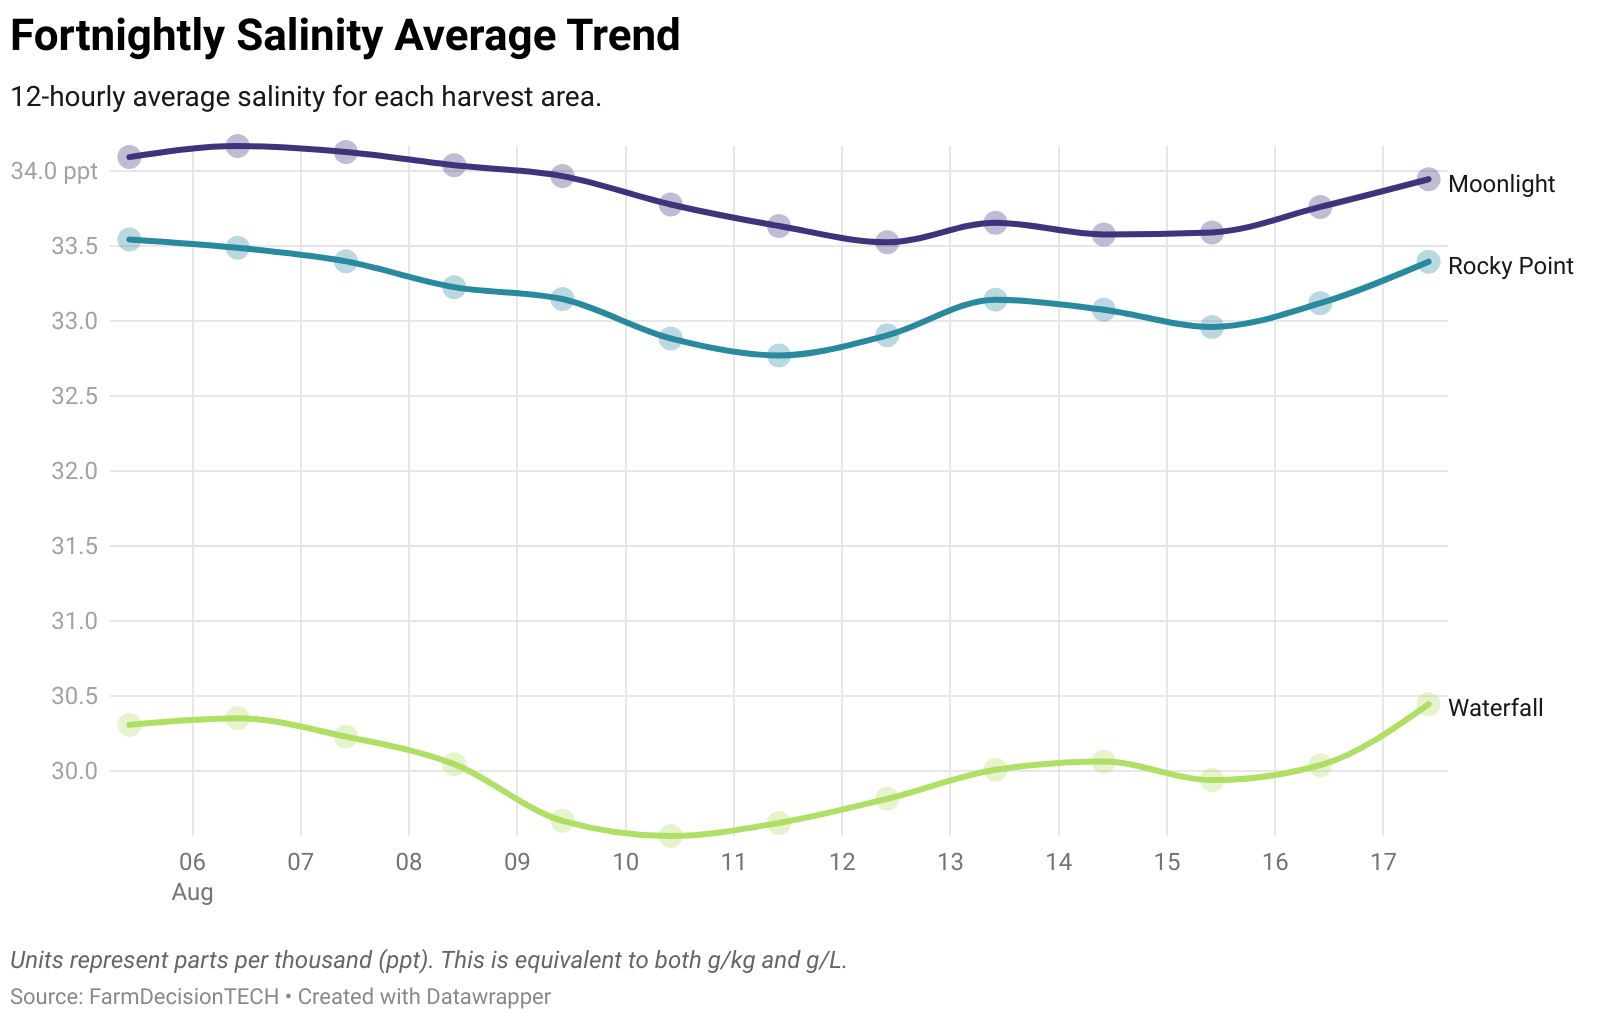 Fortnightly Salinity Average Trend
12-hourly average salinity for each harvest area.
34.0 ppt
Moonlight
33.5
Rocky Point
33.0
32.5
32.0
31.5
31.0
30.5
Waterfall
30.0
06 07 08 09 10 11 12 13 14 15 16 17
Aug
Units represent parts per thousand (ppt). This is equivalent to both g/kg and g/L.
Source: FarmDecisionTECH • Created with Datawrapper